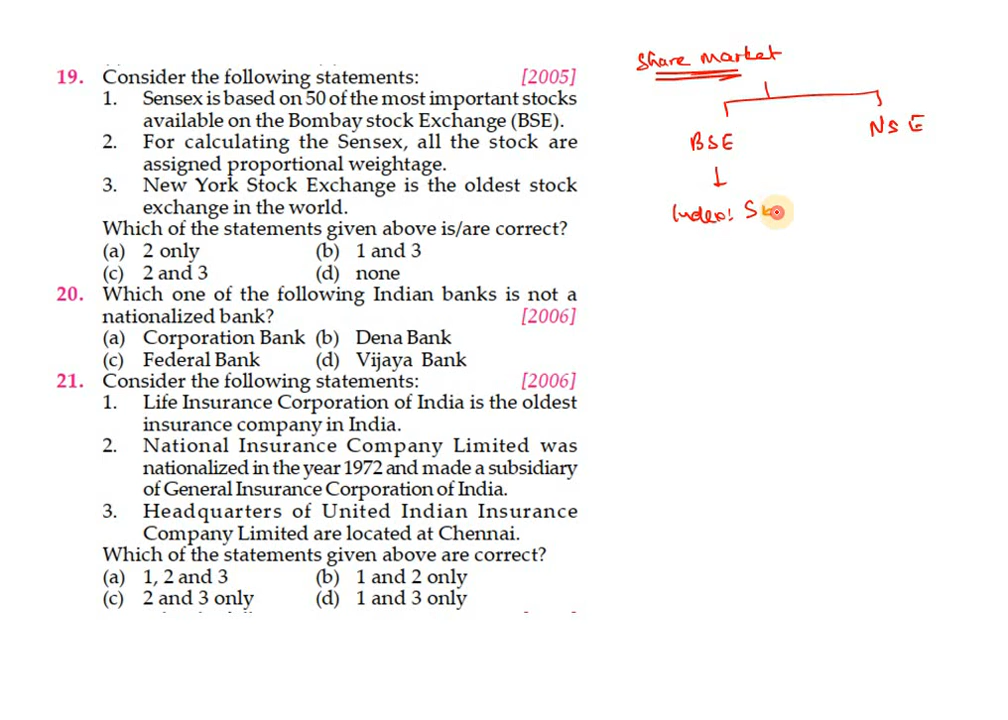 19. Consider the following statements: [2005]
1. Sensex is based on 50 of the most important stocks
available on the Bombay stock Exchange (BSE).
2. For calculating the Sensex, all the stock are
assigned proportional weightage.
3. New York Stock Exchange is the oldest stock
exchange in the world.
Which of the statements given above is/are correct?
(a) 2 only (b) 1 and 3
(c) 2 and 3 (d) none
20. Which one of the following Indian banks is not a
nationalized bank? [2006]
(a) Corporation Bank (b) Dena Bank
(c) Federal Bank (d) Vijaya Bank
21. Consider the following statements: [2006]
1. Life Insurance Corporation of India is the oldest
insurance company in India.
2. National Insurance Company Limited was
nationalized in the year 1972 and made a subsidiary
of General Insurance Corporation of India.
3. Headquarters of United Indian Insurance
Company Limited are located at Chennai.
Which of the statements given above are correct?
(a) 1, 2 and 3 (b) 1 and 2 only
(c) 2 and 3 only (d) 1 and 3 only
Share market
BSE NSE
Index: S